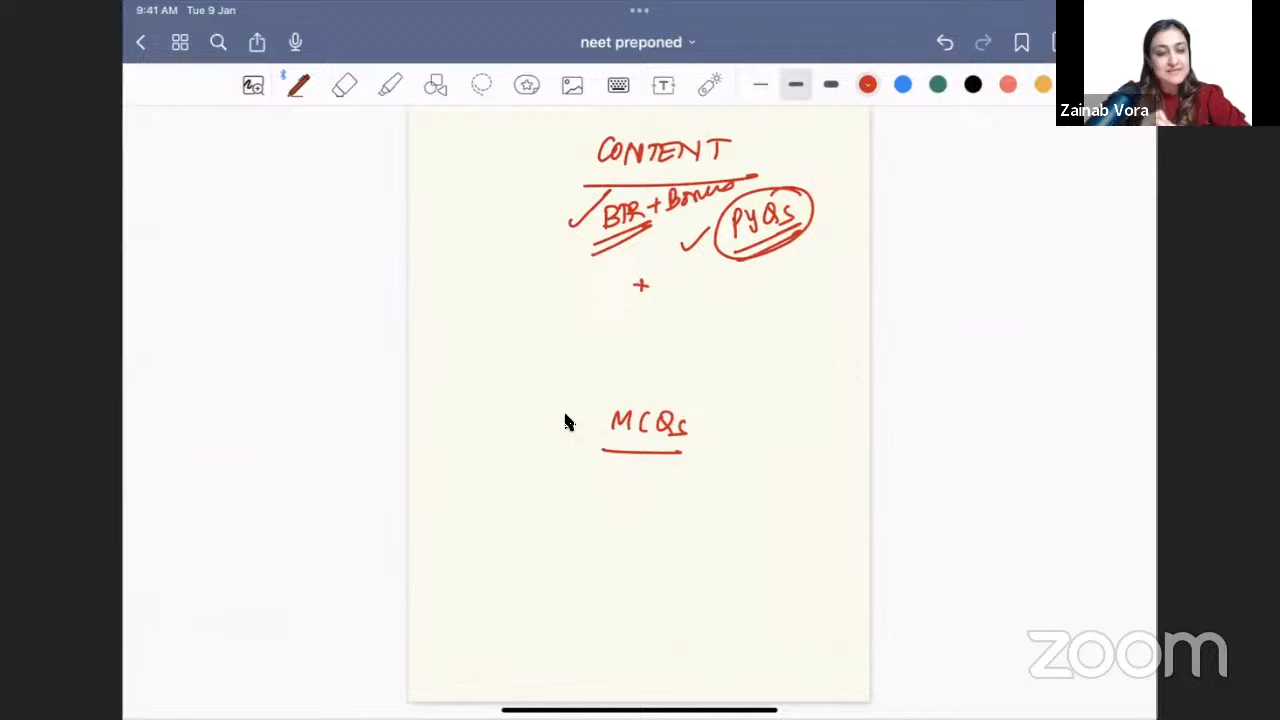 9:41 AM Tue 9 Jan
neet preponed
T
Zainab Vora
CONTENT
BTR + Bonus
PYQs
+
MCQs
zoom